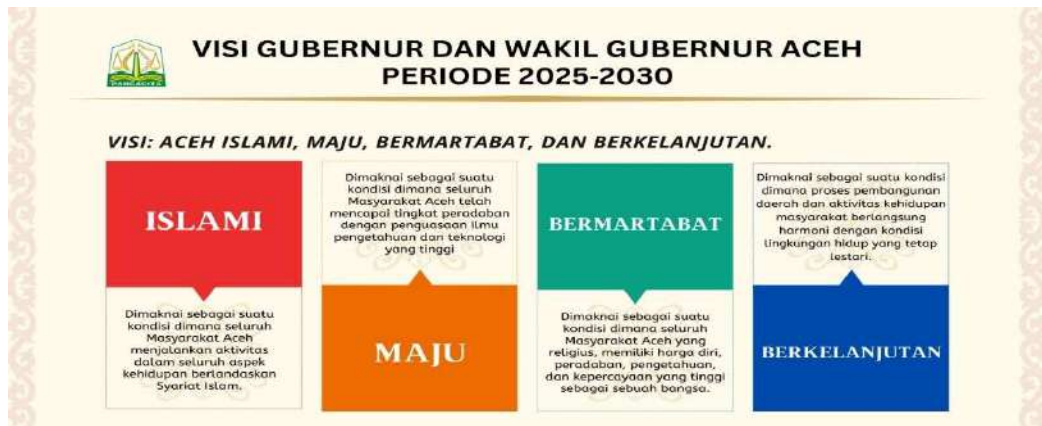 VISI GUBERNUR DAN WAKIL GUBERNUR ACEH
PERIODE 2025-2030
PANCACITA
VISI: ACEH ISLAMI, MAJU, BERMARTABAT, DAN BERKELANJUTAN.
ISLAMI
Dimaknai sebagai suatu
kondisi dimana seluruh
Masyarakat Aceh
menjalankan aktivitas
dalam seluruh aspek
kehidupan berlandaskan
Syariat Islam.
Dimaknai sebagai suatu
kondisi dimana seluruh
Masyarakat Aceh telah
mencapai tingkat peradaban
dengan penguasaan ilmu
pengetahuan dan teknologi
yang tinggi
MAJU
BERMARTABAT
Dimaknai sebagai suatu
kondisi dimana seluruh
Masyarakat Aceh yang
religius, memiliki harga diri,
peradaban, pengetahuan,
dan kepercayaan yang tinggi
sebagai sebuah bangsa.
Dimaknai sebagai suatu kondisi
dimana proses pembangunan
daerah dan aktivitas kehidupan
masyarakat berlangsung
harmoni dengan kondisi
lingkungan hidup yang tetap
lestari.
BERKELANJUTAN